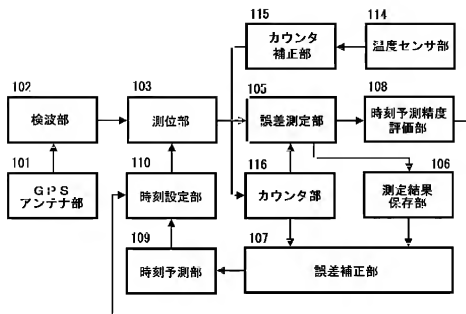 115
114
カウンタ
補正部
温度センサ部
102
103
105
108
検波部
測位部
誤差測定部
時刻予測精度
評価部
101
110
116
106
GPS
アンテナ部
時刻設定部
カウンタ部
測定結果
保存部
109
107
時刻予測部
誤差補正部